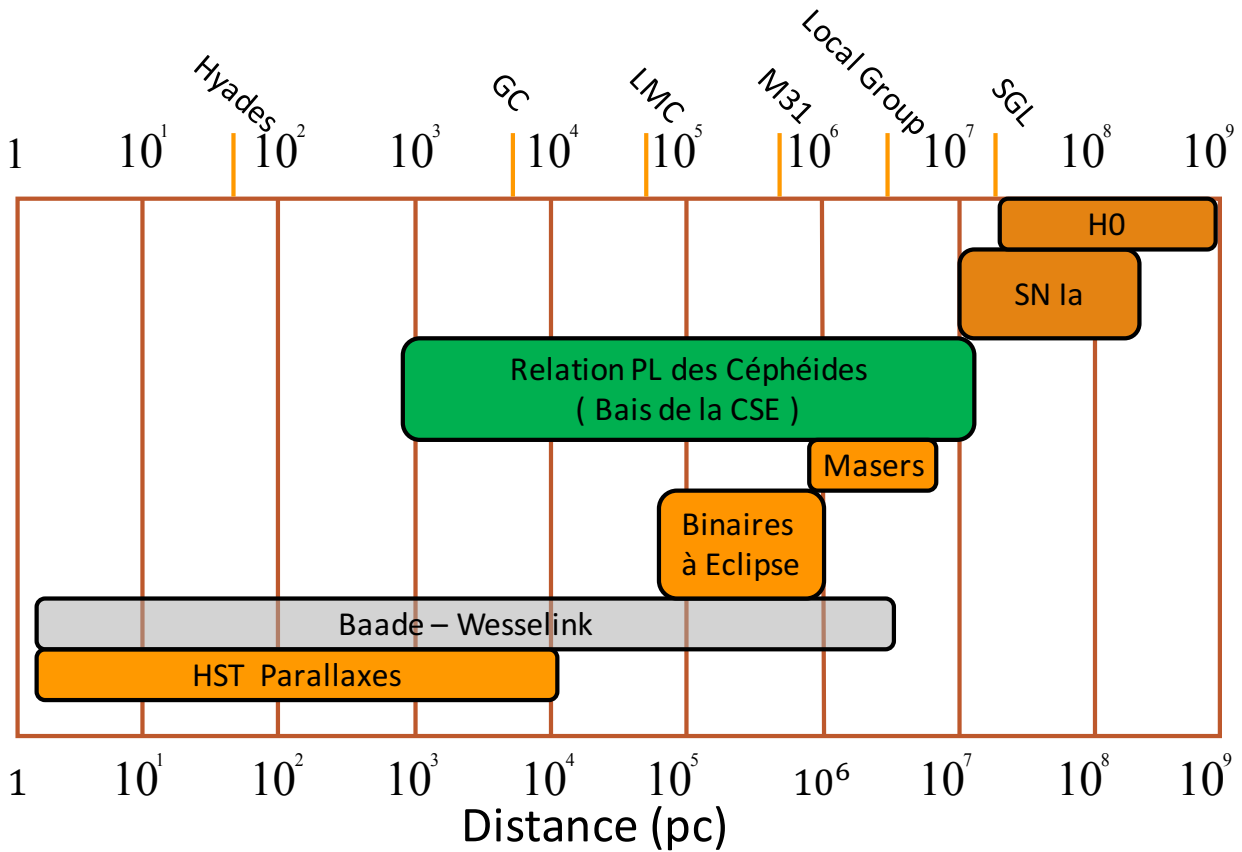 Hyades
GC
LMC
M31
Local Group
SGL
1 10¹ 10² 10³ 10⁴ 10⁵ 10⁶ 10⁷ 10⁸ 10⁹
H0
SN Ia
Relation PL des Céphéides
( Bais de la CSE )
Masers
Binaires
à Eclipse
Baade – Wesselink
HST Parallaxes
1 10¹ 10² 10³ 10⁴ 10⁵ 10⁶ 10⁷ 10⁸ 10⁹
Distance (pc)